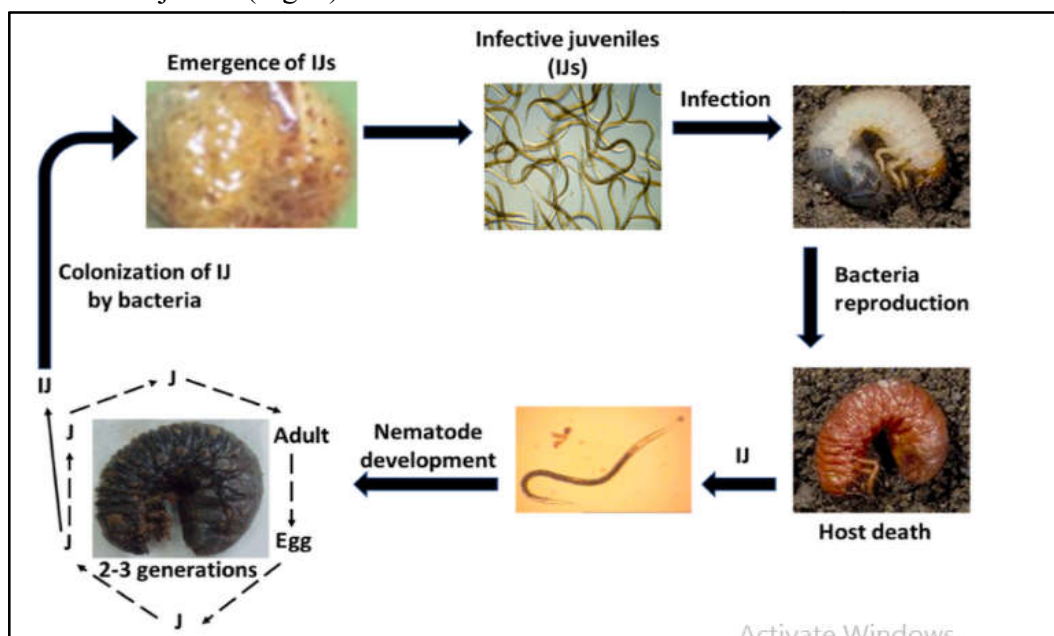 Emergence of IJs
Infective juveniles
(IJs)
Infection
Bacteria
reproduction
Host death
IJ
Nematode
development
Adult
Egg
J
J
J
J
2-3 generations
IJ
Colonization of IJ
by bacteria
Activate Windows